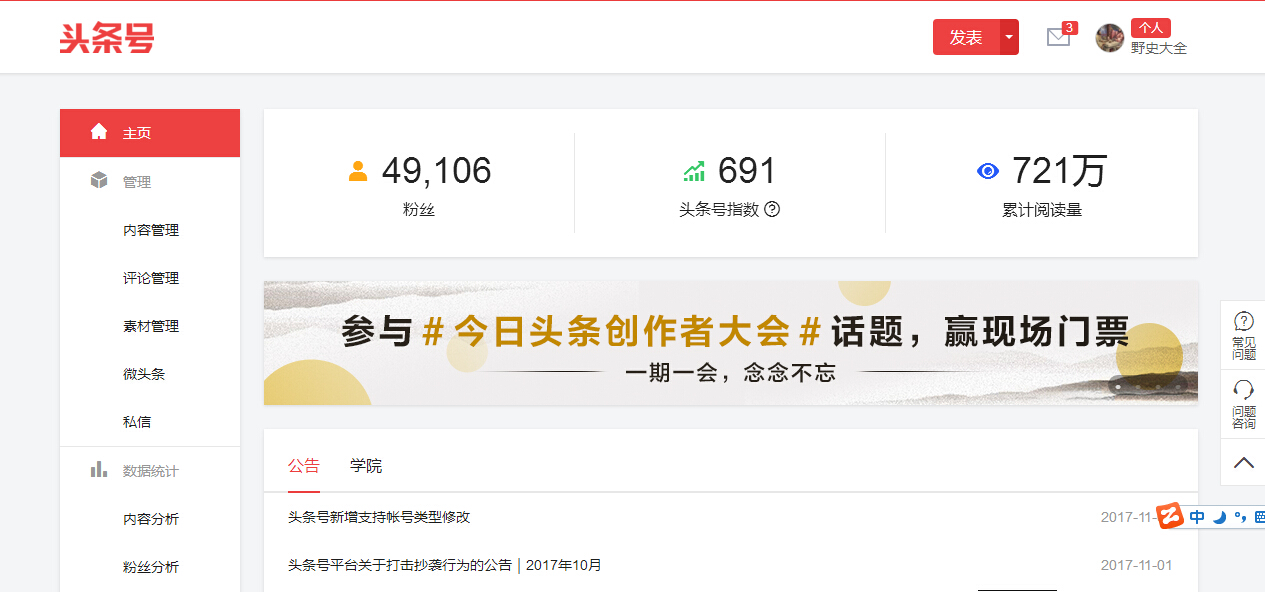 头条号
发表
3
个人
野史大全
主页
管理
内容管理
评论管理
素材管理
微头条
私信
数据统计
内容分析
粉丝分析
49,106
粉丝
691
头条号指数
721万
累计阅读量
参与#今日头条创作者大会#话题，赢现场门票
一期一会，念念不忘
公告 学院
头条号新增支持帐号类型修改 2017-11-
头条号平台关于打击抄袭行为的公告 | 2017年10月 2017-11-01
常见
问题
问题
咨询
中